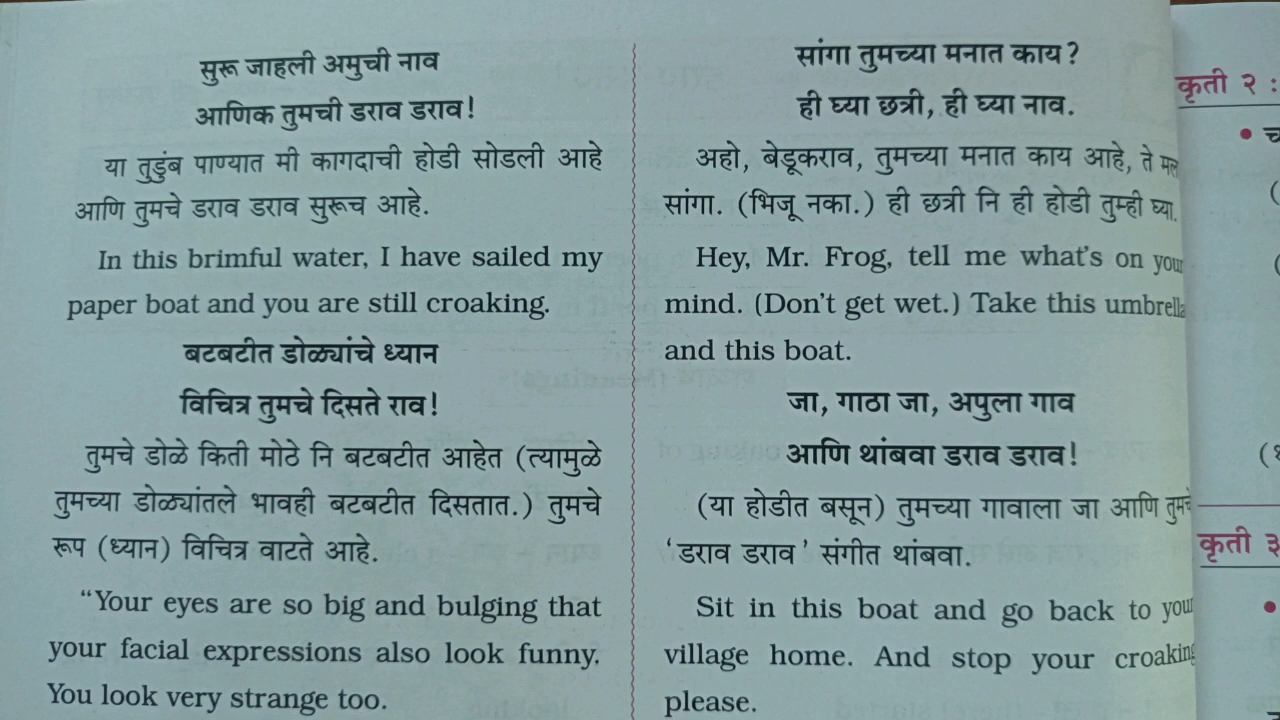 सुरू जाहली अमुची नाव
आणिक तुमची डराव डराव!
या तुडुंब पाण्यात मी कागदाची होडी सोडली आहे
आणि तुमचे डराव डराव सुरूच आहे.
In this brimful water, I have sailed my
paper boat and you are still croaking.
बटबटीत डोळ्यांचे ध्यान
विचित्र तुमचे दिसते राव!
तुमचे डोळे किती मोठे नि बटबटीत आहेत (त्यामुळे
तुमच्या डोळ्यांतले भावही बटबटीत दिसतात.) तुमचे
रूप (ध्यान) विचित्र वाटते आहे.
“Your eyes are so big and bulging that
your facial expressions also look funny.
You look very strange too.
सांगा तुमच्या मनात काय?
ही घ्या छत्री, ही घ्या नाव.
अहो, बेडूकराव, तुमच्या मनात काय आहे, ते
सांगा. (भिजू नका.) ही छत्री नि ही होडी तुम्ही घ्या.
Hey, Mr. Frog, tell me what’s on your
mind. (Don’t get wet.) Take this umbrella
and this boat.
जा, गाठा जा, अपुला गाव
आणि थांबवा डराव डराव!
(या होडीत बसून) तुमच्या गावाला जा आणि तुमचे
‘डराव डराव’ संगीत थांबवा.
Sit in this boat and go back to your
village home. And stop your croaking
please.
कृती २ :
कृती ३